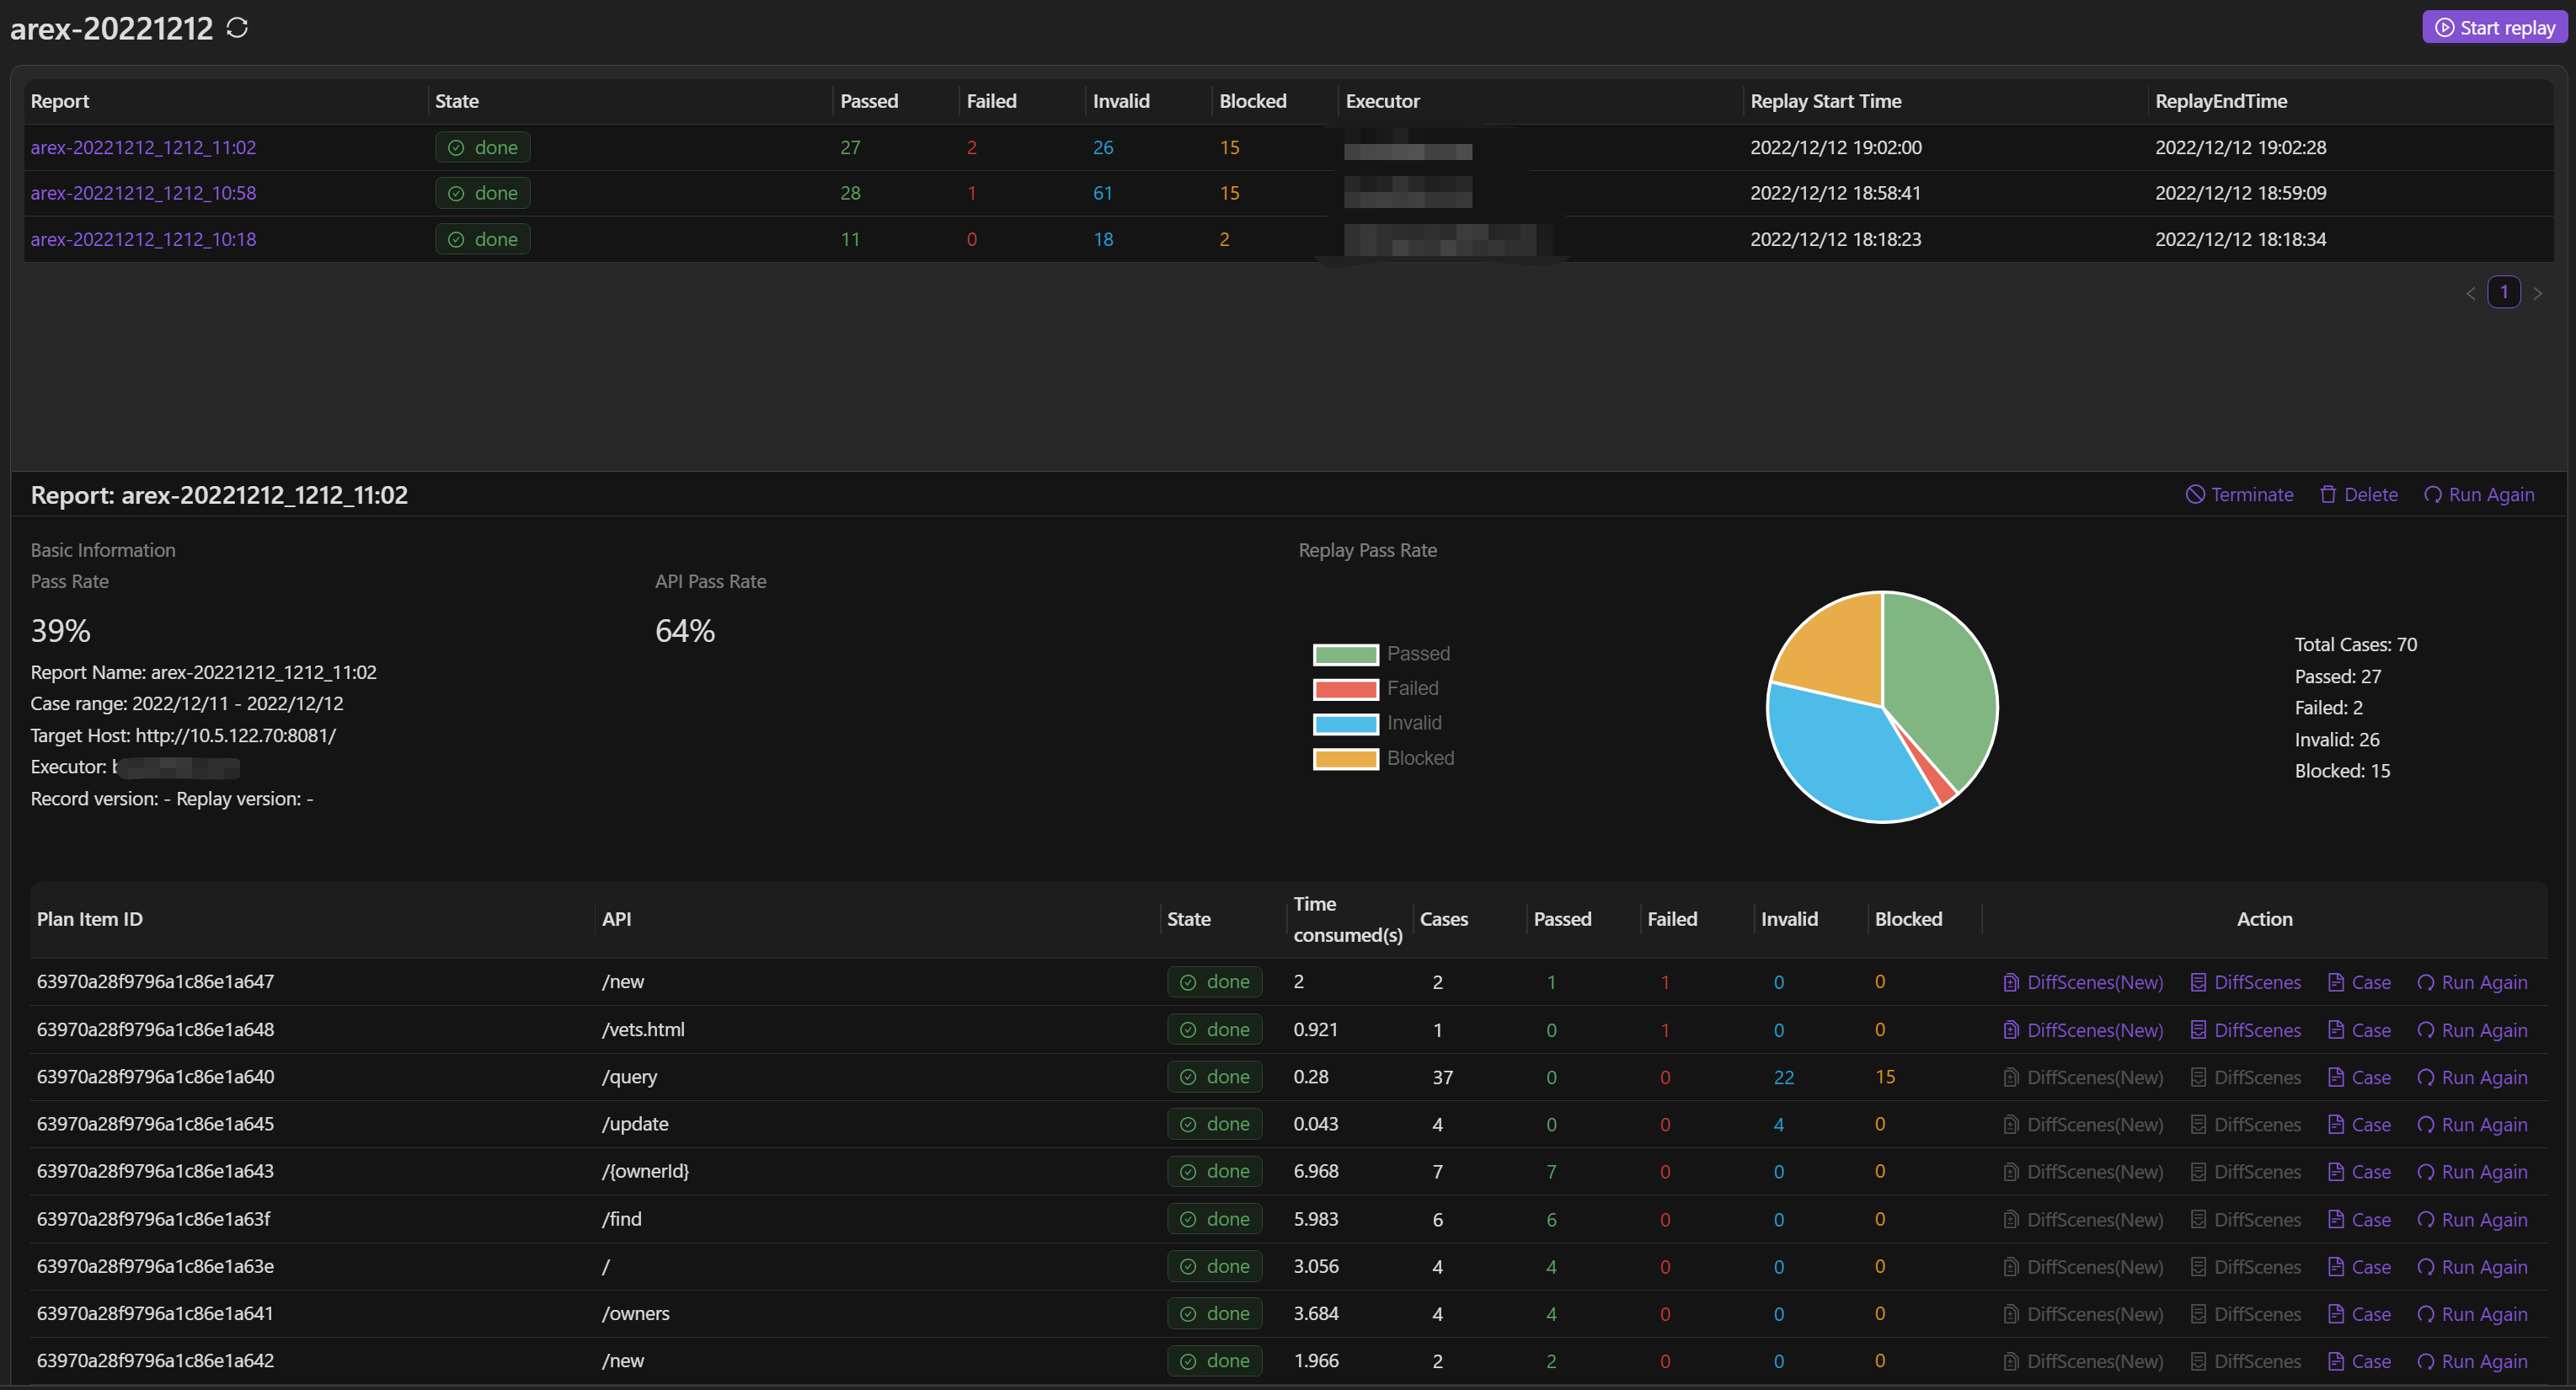 arex-20221212 Start replay
Report State Passed Failed Invalid Blocked Executor Replay Start Time ReplayEndTime
arex-20221212_1212_11:02 done 27 2 26 15 2022/12/12 19:02:00 2022/12/12 19:02:28
arex-20221212_1212_10:58 done 28 1 61 15 2022/12/12 18:58:41 2022/12/12 18:59:09
arex-20221212_1212_10:18 done 11 0 18 2 2022/12/12 18:18:23 2022/12/12 18:18:34
< 1 >
Report: arex-20221212_1212_11:02 Terminate Delete Run Again
Basic Information
Pass Rate API Pass Rate
39% 64%
Report Name: arex-20221212_1212_11:02
Case range: 2022/12/11 - 2022/12/12
Target Host: http://10.5.122.70:8081/
Executor:
Record version: - Replay version: -
Replay Pass Rate
Passed
Failed
Invalid
Blocked
Total Cases: 70
Passed: 27
Failed: 2
Invalid: 26
Blocked: 15
Plan Item ID API State Time consumed(s) Cases Passed Failed Invalid Blocked Action
63970a28f9796a1c86e1a647 /new done 2 2 1 1 0 0 DiffScenes(New) DiffScenes Case Run Again
63970a28f9796a1c86e1a648 /vets.html done 0.921 1 0 1 0 0 DiffScenes(New) DiffScenes Case Run Again
63970a28f9796a1c86e1a640 /query done 0.28 37 0 0 22 15 DiffScenes(New) DiffScenes Case Run Again
63970a28f9796a1c86e1a645 /update done 0.043 4 0 0 4 0 DiffScenes(New) DiffScenes Case Run Again
63970a28f9796a1c86e1a643 /{ownerId} done 6.968 7 7 0 0 0 DiffScenes(New) DiffScenes Case Run Again
63970a28f9796a1c86e1a63f /find done 5.983 6 6 0 0 0 DiffScenes(New) DiffScenes Case Run Again
63970a28f9796a1c86e1a63e / done 3.056 4 4 0 0 0 DiffScenes(New) DiffScenes Case Run Again
63970a28f9796a1c86e1a641 /owners done 3.684 4 4 0 0 0 DiffScenes(New) DiffScenes Case Run Again
63970a28f9796a1c86e1a642 /new done 1.966 2 2 0 0 0 DiffScenes(New) DiffScenes Case Run Again